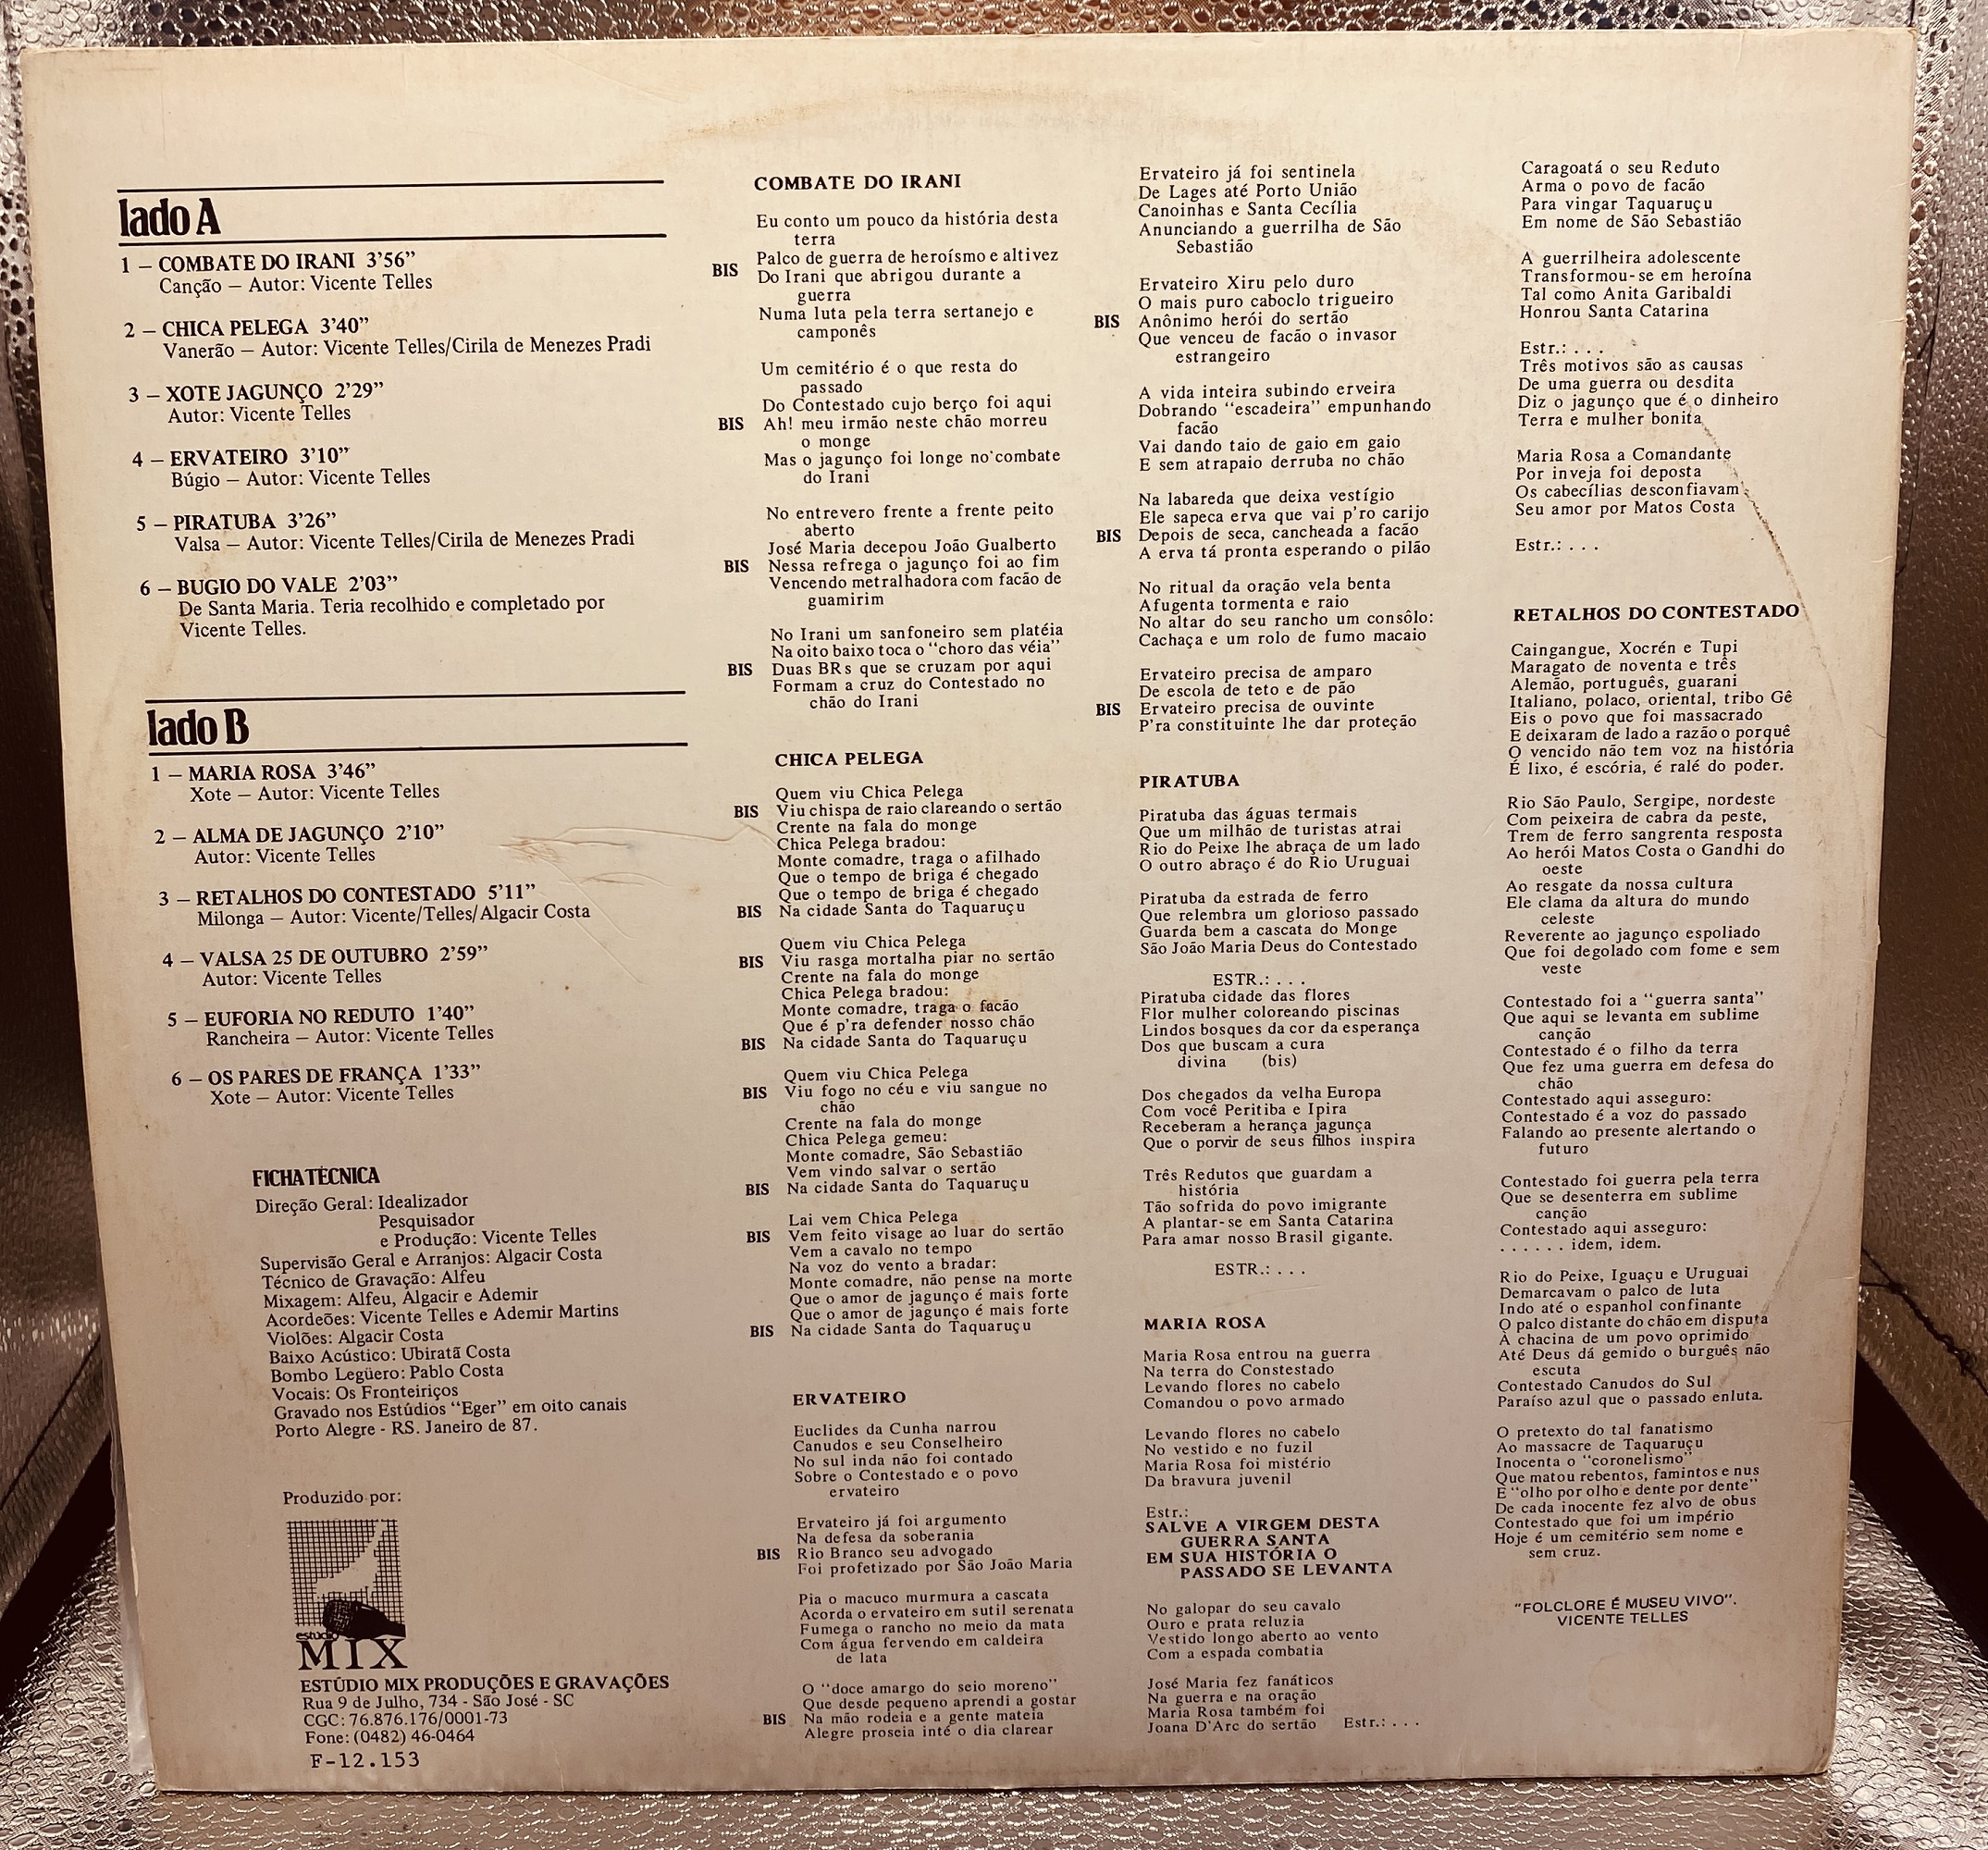 lado A
1 – COMBATE DO IRANI 3'56"
Canção – Autor: Vicente Telles
2 – CHICA PELEGA 3'40"
Vanerão – Autor: Vicente Telles/Cirila de Menezes Pradi
3 – XOTE JAGUNÇO 2'29"
Autor: Vicente Telles
4 – ERVATEIRO 3'10"
Búgio – Autor: Vicente Telles
5 – PIRATUBA 3'26"
Valsa – Autor: Vicente Telles/Cirila de Menezes Pradi
6 – BUGIO DO VALE 2'03"
De Santa Maria. Teria recolhido e completado por
Vicente Telles.
lado B
1 – MARIA ROSA 3'46"
Xote – Autor: Vicente Telles
2 – ALMA DE JAGUNÇO 2'10"
Autor: Vicente Telles
3 – RETALHOS DO CONTESTADO 5'11"
Milonga – Autor: Vicente/Telles/Algacir Costa
4 – VALSA 25 DE OUTUBRO 2'59"
Autor: Vicente Telles
5 – EUFORIA NO REDUTO 1'40"
Rancheira – Autor: Vicente Telles
6 – OS PARES DE FRANÇA 1'33"
Xote – Autor: Vicente Telles
FICHA TÉCNICA
Direção Geral: Idealizador
Pesquisador
e Produção: Vicente Telles
Supervisão Geral e Arranjos: Algacir Costa
Técnico de Gravação: Alfeu
Mixagem: Alfeu, Algacir e Ademir
Acordeões: Vicente Telles e Ademir Martins
Violões: Algacir Costa
Baixo Acústico: Ubiratã Costa
Bombo Legüero: Pablo Costa
Vocais: Os Fronteiriços
Gravado nos Estúdios "Eger" em oito canais
Porto Alegre - RS. Janeiro de 87.
Produzido por:
estúdio
MIX
ESTÚDIO MIX PRODUÇÕES E GRAVAÇÕES
Rua 9 de Julho, 734 - São José - SC
CGC: 76.876.176/0001-73
Fone: (0482) 46-0464
F-12.153
COMBATE DO IRANI
Eu conto um pouco da história desta
terra
Palco de guerra de heroísmo e altivez
BIS Do Irani que abrigou durante a
guerra
Numa luta pela terra sertanejo e
camponês
Um cemitério é o que resta do
passado
Do Contestado cujo berço foi aqui
BIS Ah! meu irmão neste chão morreu
o monge
Mas o jagunço foi longe no combate
do Irani
No entrevero frente a frente peito
aberto
José Maria decepou João Gualberto
BIS Nessa refrega o jagunço foi ao fim
Vencendo metralhadora com facão de
guamirim
No Irani um sanfoneiro sem platéia
Na oito baixo toca o "choro das véia"
BIS Duas BRs que se cruzam por aqui
Formam a cruz do Contestado no
chão do Irani
CHICA PELEGA
Quem viu Chica Pelega
BIS Viu chispa de raio clareando o sertão
Crente na fala do monge
Chica Pelega bradou:
Monte comadre, traga o afilhado
Que o tempo de briga é chegado
Que o tempo de briga é chegado
BIS Na cidade Santa do Taquaruçu
Quem viu Chica Pelega
BIS Viu rasga mortalha piar no sertão
Crente na fala do monge
Chica Pelega bradou:
Monte comadre, traga o facão
Que é p'ra defender nosso chão
BIS Na cidade Santa do Taquaruçu
Quem viu Chica Pelega
BIS Viu fogo no céu e viu sangue no
chão
Crente na fala do monge
Chica Pelega gemeu:
Monte comadre, São Sebastião
Vem vindo salvar o sertão
BIS Na cidade Santa do Taquaruçu
Lai vem Chica Pelega
BIS Vem feito visage ao luar do sertão
Vem a cavalo no tempo
Na voz do vento a bradar:
Monte comadre, não pense na morte
Que o amor de jagunço é mais forte
Que o amor de jagunço é mais forte
BIS Na cidade Santa do Taquaruçu
ERVATEIRO
Euclides da Cunha narrou
Canudos e seu Conselheiro
No sul inda não foi contado
Sobre o Contestado e o povo
ervateiro
Ervateiro já foi argumento
Na defesa da soberania
BIS Rio Branco seu advogado
Foi profetizado por São João Maria
Pia o macuco murmura a cascata
Acorda o ervateiro em sutil serenata
Fumega o rancho no meio da mata
Com água fervendo em caldeira
de lata
O "doce amargo do seio moreno"
Que desde pequeno aprendi a gostar
BIS Na mão rodeia e a gente mateia
Alegre proseia inté o dia clarear
Ervateiro já foi sentinela
De Lages até Porto União
Canoinhas e Santa Cecília
Anunciando a guerrilha de São
Sebastião
Ervateiro Xiru pelo duro
O mais puro caboclo trigueiro
BIS Anônimo herói do sertão
Que venceu de facão o invasor
estrangeiro
A vida inteira subindo erveira
Dobrando "escadeira" empunhando
facão
Vai dando taio de gaio em gaio
E sem atrapaio derruba no chão
Na labareda que deixa vestígio
Ele sapeca erva que vai p'ro carijo
BIS Depois de seca, cancheada a facão
A erva tá pronta esperando o pilão
No ritual da oração vela benta
Afugenta tormenta e raio
No altar do seu rancho um consôlo:
Cachaça e um rolo de fumo macaio
Ervateiro precisa de amparo
De escola de teto e de pão
BIS Ervateiro precisa de ouvinte
P'ra constituinte lhe dar proteção
PIRATUBA
Piratuba das águas termais
Que um milhão de turistas atrai
Rio do Peixe lhe abraça de um lado
O outro abraço é do Rio Uruguai
Piratuba da estrada de ferro
Que relembra um glorioso passado
Guarda bem a cascata do Monge
São João Maria Deus do Contestado
ESTR.: . . .
Piratuba cidade das flores
Flor mulher coloreando piscinas
Lindos bosques da cor da esperança
Dos que buscam a cura
divina (bis)
Dos chegados da velha Europa
Com você Peritiba e Ipira
Receberam a herança jagunça
Que o porvir de seus filhos inspira
Três Redutos que guardam a
história
Tão sofrida do povo imigrante
A plantar-se em Santa Catarina
Para amar nosso Brasil gigante.
ESTR.: . . .
MARIA ROSA
Maria Rosa entrou na guerra
Na terra do Constestado
Levando flores no cabelo
Comandou o povo armado
Levando flores no cabelo
No vestido e no fuzil
Maria Rosa foi mistério
Da bravura juvenil
Estr.:
SALVE A VIRGEM DESTA
GUERRA SANTA
EM SUA HISTÓRIA O
PASSADO SE LEVANTA
No galopar do seu cavalo
Ouro e prata reluzia
Vestido longo aberto ao vento
Com a espada combatia
José Maria fez fanáticos
Na guerra e na oração
Maria Rosa também foi
Joana D'Arc do sertão Estr.: . . .
Caragoatá o seu Reduto
Arma o povo de facão
Para vingar Taquaruçu
Em nome de São Sebastião
A guerrilheira adolescente
Transformou-se em heroína
Tal como Anita Garibaldi
Honrou Santa Catarina
Estr.: . . .
Três motivos são as causas
De uma guerra ou desdita
Diz o jagunço que é o dinheiro
Terra e mulher bonita
Maria Rosa a Comandante
Por inveja foi deposta
Os cabecílias desconfiavam
Seu amor por Matos Costa
Estr.: . . .
RETALHOS DO CONTESTADO
Caingangue, Xocrén e Tupi
Maragato de noventa e três
Alemão, português, guarani
Italiano, polaco, oriental, tribo Gê
Eis o povo que foi massacrado
E deixaram de lado a razão o porquê
O vencido não tem voz na história
É lixo, é escória, é ralé do poder.
Rio São Paulo, Sergipe, nordeste
Com peixeira de cabra da peste,
Trem de ferro sangrenta resposta
Ao herói Matos Costa o Gandhi do
oeste
Ao resgate da nossa cultura
Ele clama da altura do mundo
celeste
Reverente ao jagunço espoliado
Que foi degolado com fome e sem
veste
Contestado foi a "guerra santa"
Que aqui se levanta em sublime
canção
Contestado é o filho da terra
Que fez uma guerra em defesa do
chão
Contestado aqui asseguro:
Contestado é a voz do passado
Falando ao presente alertando o
futuro
Contestado foi guerra pela terra
Que se desenterra em sublime
canção
Contestado aqui asseguro:
. . . . . . idem, idem.
Rio do Peixe, Iguaçu e Uruguai
Demarcavam o palco de luta
Indo até o espanhol confinante
O palco distante do chão em disputa
À chacina de um povo oprimido
Até Deus dá gemido o burguês não
escuta
Contestado Canudos do Sul
Paraíso azul que o passado enluta.
O pretexto do tal fanatismo
Ao massacre de Taquaruçu
Inocenta o "coronelismo"
Que matou rebentos, famintos e nus
E "olho por olho e dente por dente"
De cada inocente fez alvo de obus
Contestado que foi um império
Hoje é um cemitério sem nome e
sem cruz.
"FOLCLORE É MUSEU VIVO".
VICENTE TELLES